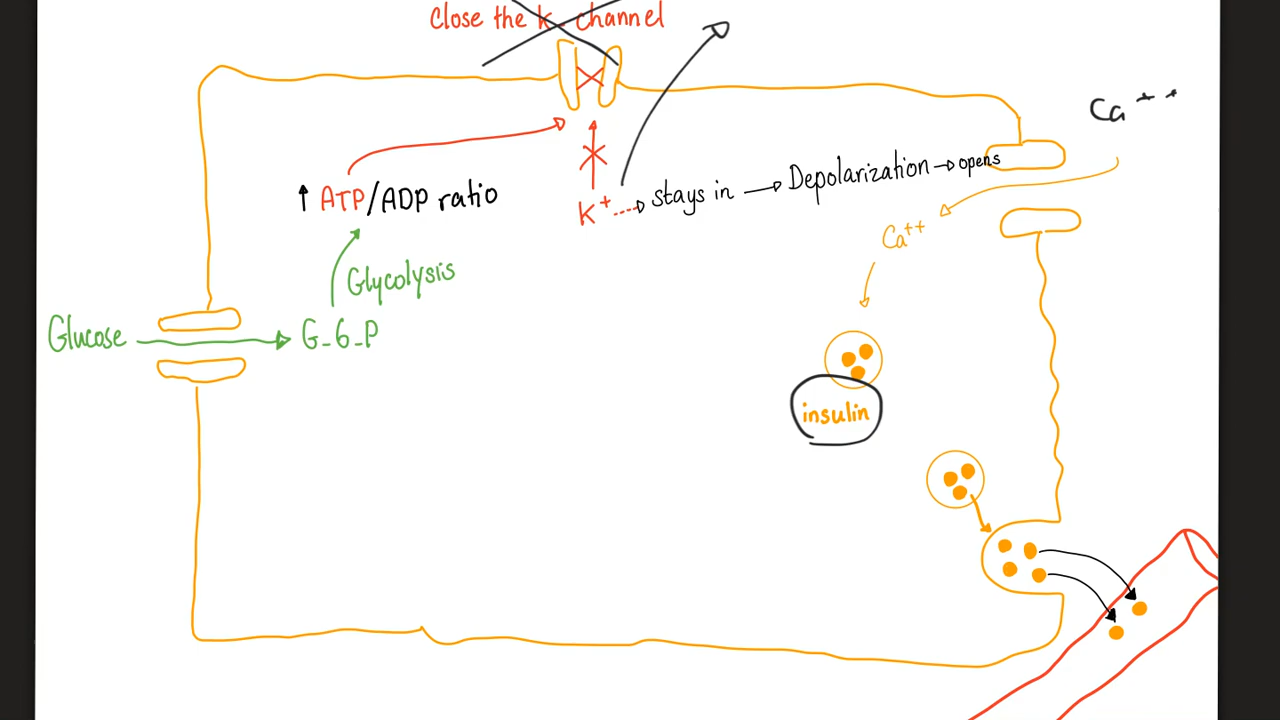 Close the K channel
Ca++
↑ ATP/ADP ratio
K+ → stays in → Depolarization → opens
Ca++
Glycolysis
Glucose → G-6-P
insulin